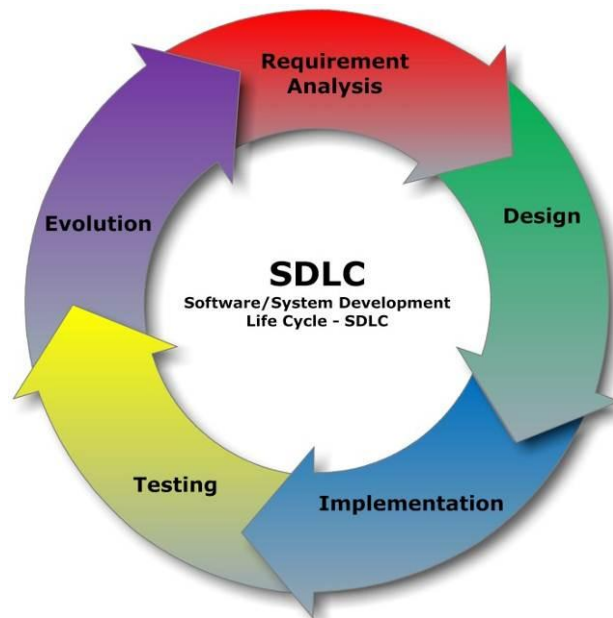 Requirement
Analysis
Design
Evolution
SDLC
Software/System Development
Life Cycle - SDLC
Testing
Implementation